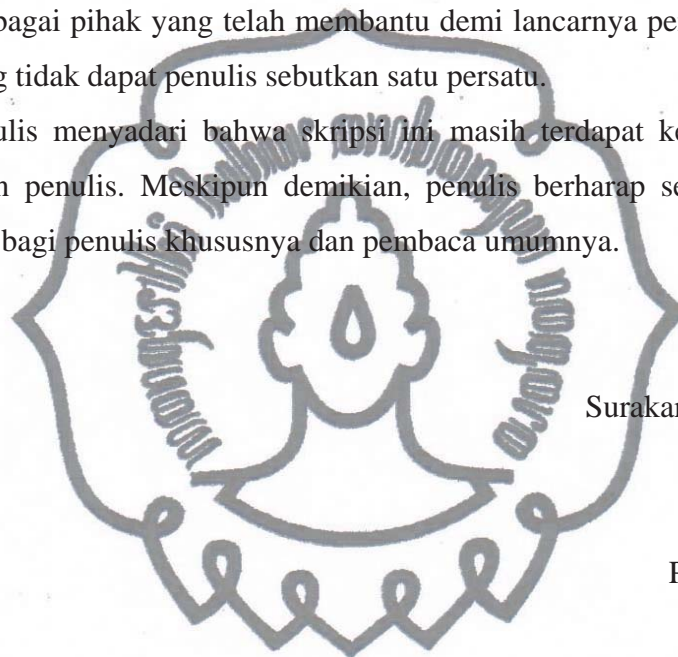 bagai pihak yang telah membantu demi lancarnya pe
g tidak dapat penulis sebutkan satu persatu.
ulis menyadari bahwa skripsi ini masih terdapat ke
n penulis. Meskipun demikian, penulis berharap se
bagi penulis khususnya dan pembaca umumnya.
Surakar